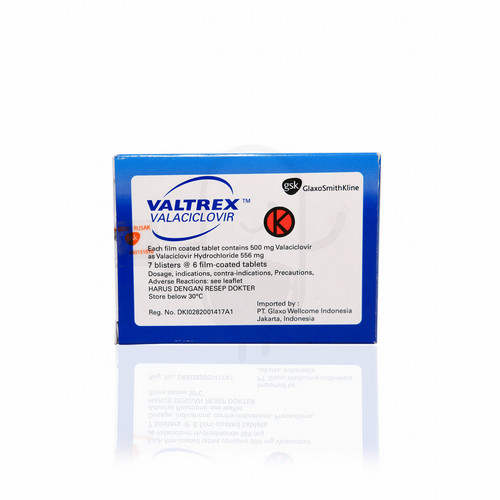 VALTREX™
VALACICLOVIR
gsk GlaxoSmithKline
K
RUSAK
Each film coated tablet contains 500 mg Valaciclovir
as Valaciclovir Hydrochloride 556 mg
7 blisters @ 6 film-coated tablets
Dosage, indications, contra-indications, Precautions,
Adverse Reactions: see leaflet
HARUS DENGAN RESEP DOKTER
Store below 30°C
Reg. No. DKI0282001417A1
Imported by :
PT. Glaxo Wellcome Indonesia
Jakarta, Indonesia